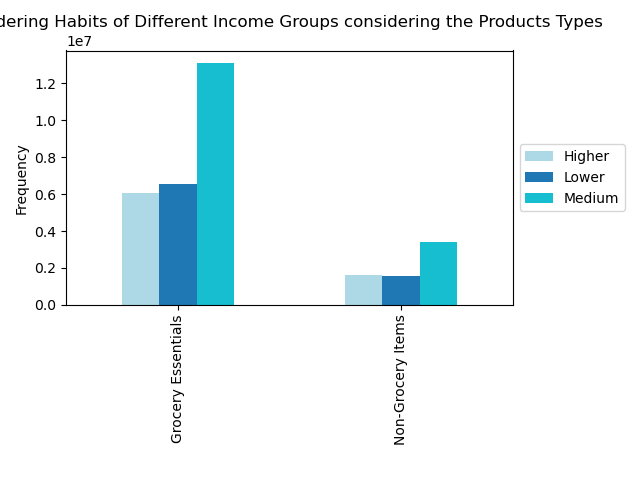 dering Habits of Different Income Groups considering the Products Types
1e7
1.2
1.0
0.8
0.6
0.4
0.2
0.0
Frequency
Grocery Essentials
Non-Grocery Items
Higher
Lower
Medium